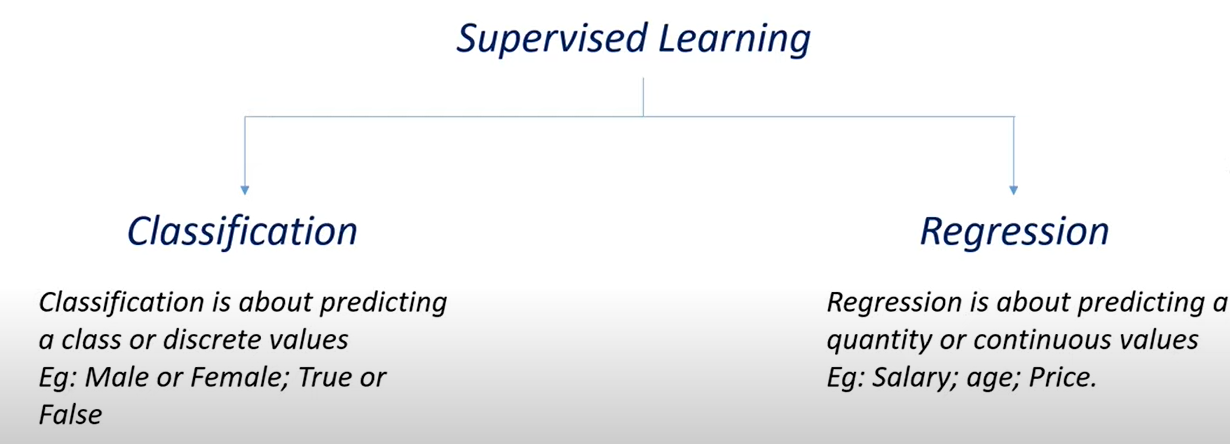 Supervised Learning
Classification
Classification is about predicting
a class or discrete values
Eg: Male or Female; True or
False
Regression
Regression is about predicting a
quantity or continuous values
Eg: Salary; age; Price.